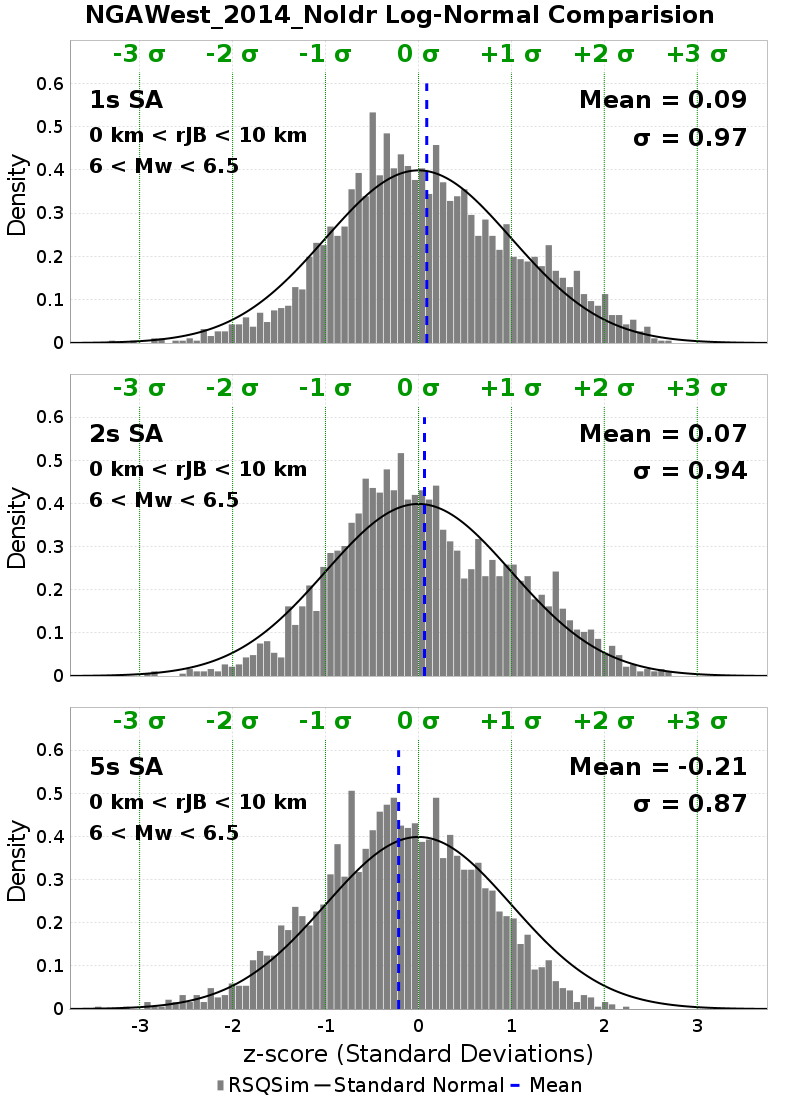 NGAWest_2014_NoIdr Log-Normal Comparision
-3 σ -2 σ -1 σ 0 σ +1 σ +2 σ +3 σ
0.6
1s SA Mean = 0.09
0.5
0 km < rJB < 10 km σ = 0.97
6 < Mw < 6.5
0.4
0.3
0.2
0.1
0
Density
-3 σ -2 σ -1 σ 0 σ +1 σ +2 σ +3 σ
0.6
2s SA Mean = 0.07
0.5
0 km < rJB < 10 km σ = 0.94
6 < Mw < 6.5
0.4
0.3
0.2
0.1
0
Density
-3 σ -2 σ -1 σ 0 σ +1 σ +2 σ +3 σ
0.6
5s SA Mean = -0.21
0.5
0 km < rJB < 10 km σ = 0.87
6 < Mw < 6.5
0.4
0.3
0.2
0.1
0
Density
-3 -2 -1 0 1 2 3
z-score (Standard Deviations)
RSQSim Standard Normal Mean